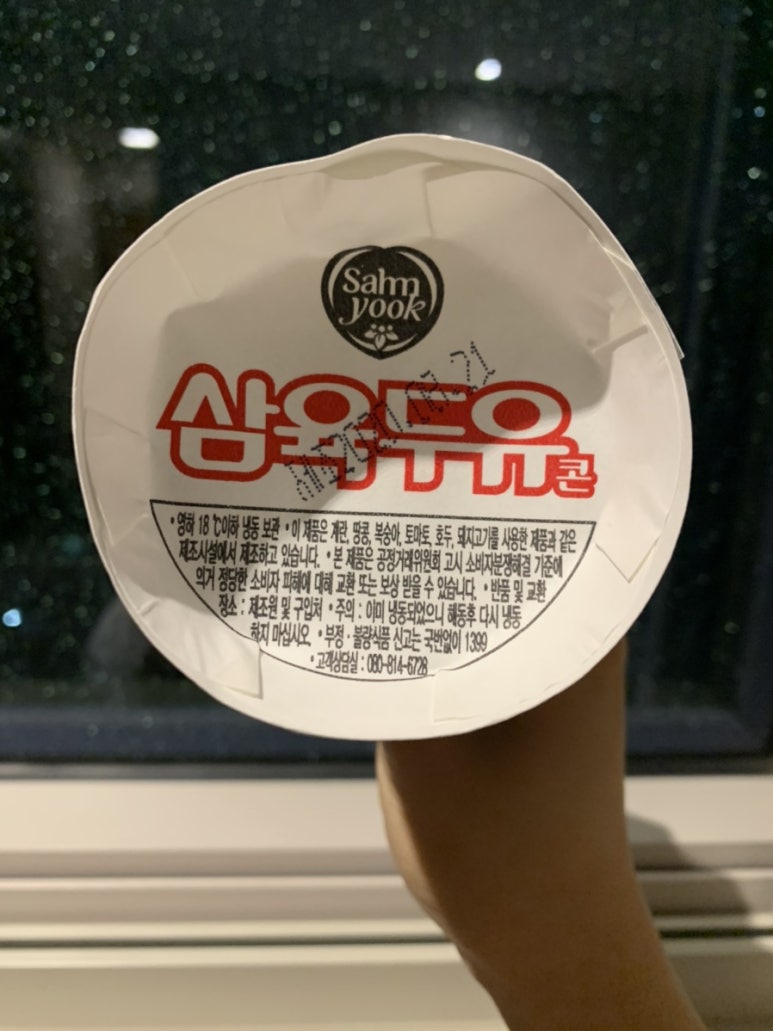 Sahm
yook
삼육두유콘
• 영하 18 ℃이하 냉동 보관 • 이 제품은 계란, 땅콩, 복숭아, 토마토, 호두, 돼지고기를 사용한 제품과 같은
제조시설에서 제조하고 있습니다. • 본 제품은 공정거래위원회 고시 소비자분쟁해결 기준에
의거 정당한 소비자 피해에 대해 교환 또는 보상 받을 수 있습니다. • 반품 및 교환
장소 : 제조원 및 구입처 • 주의 : 이미 냉동되었으니 해동후 다시 냉동
하지 마십시오 • 부정·불량식품 신고는 국번없이 1399
• 고객상담실 : 080-814-6728